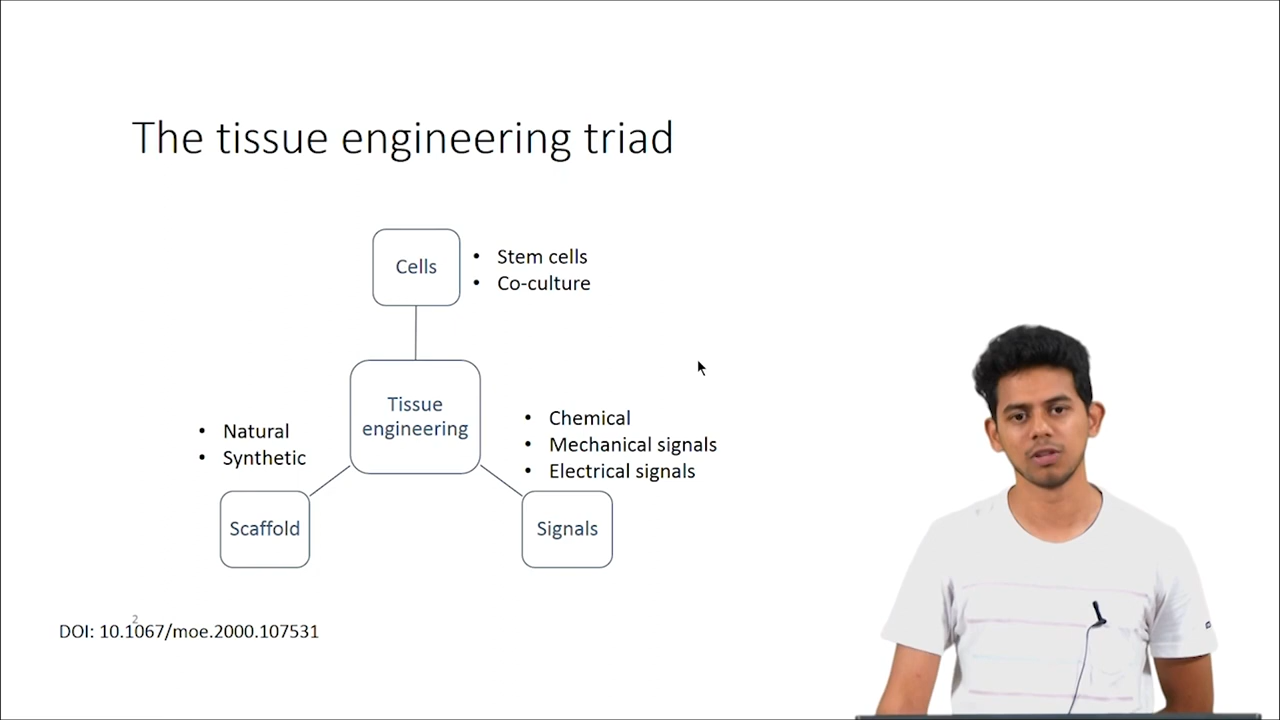 The tissue engineering triad
Cells
• Stem cells
• Co-culture
Tissue
engineering
• Natural
• Synthetic
• Chemical
• Mechanical signals
• Electrical signals
Scaffold
Signals
2
DOI: 10.1067/moe.2000.107531